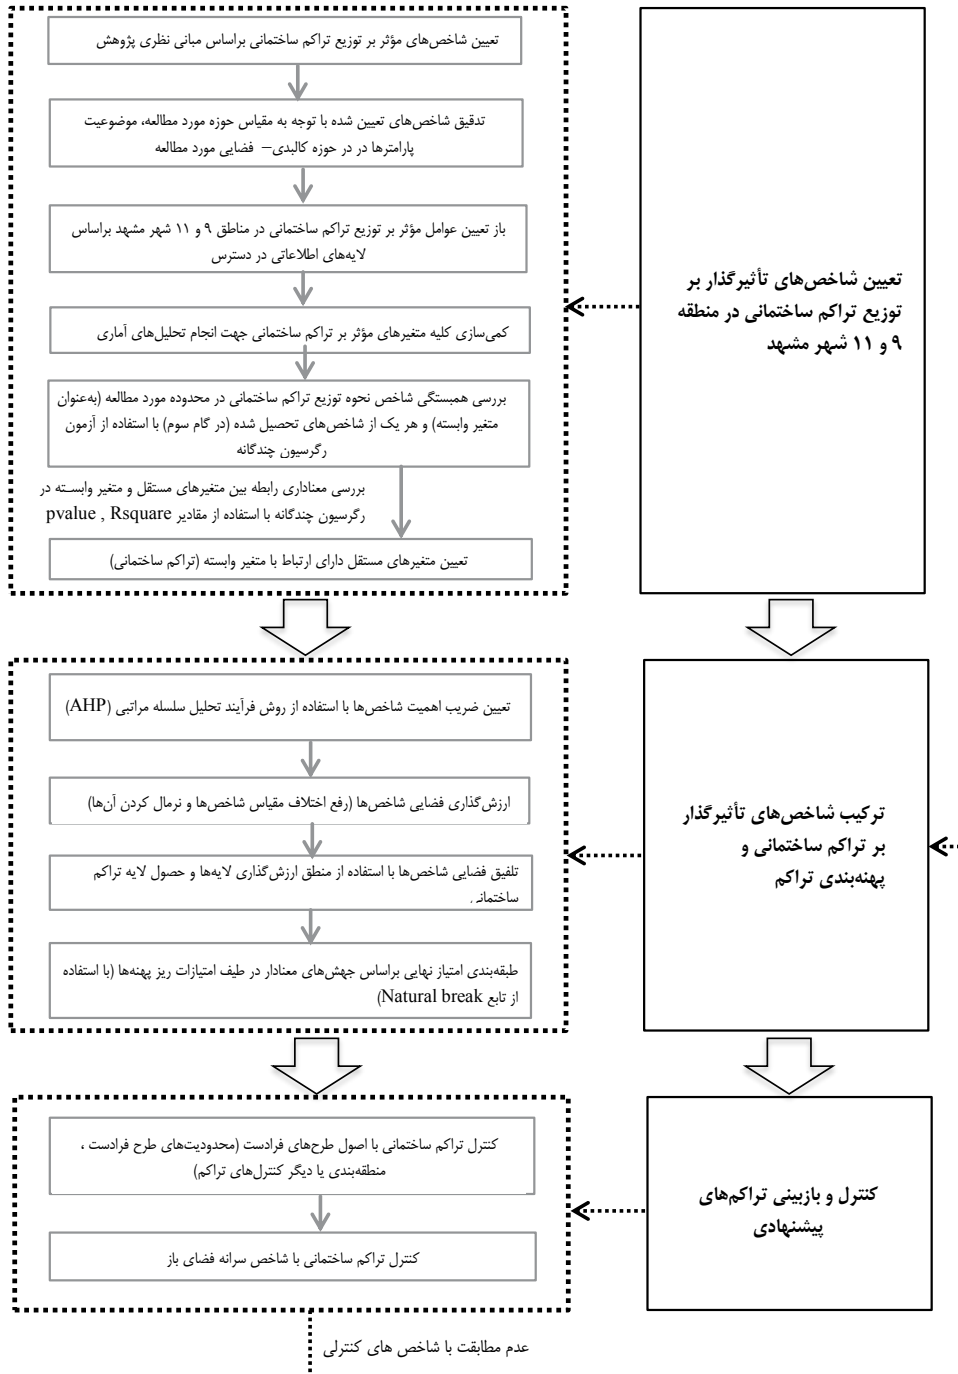 تعیین شاخص‌های تأثیرگذار بر
توزیع تراکم ساختمانی در منطقه
۹ و ۱۱ شهر مشهد
تعیین شاخص‌های مؤثر بر توزیع تراکم ساختمانی براساس مبانی نظری پژوهش
تدقیق شاخص‌های تعیین شده با توجه به مقیاس حوزه مورد مطالعه، موضوعیت
پارامترها در در حوزه کالبدی– فضایی مورد مطالعه
باز تعیین عوامل مؤثر بر توزیع تراکم ساختمانی در مناطق ۹ و ۱۱ شهر مشهد براساس
لایه‌های اطلاعاتی در دسترس
کمی‌سازی کلیه متغیرهای مؤثر بر تراکم ساختمانی جهت انجام تحلیل‌های آماری
بررسی همبستگی شاخص نحوه توزیع تراکم ساختمانی در محدوده مورد مطالعه (به‌عنوان
متغیر وابسته) و هر یک از شاخص‌های تحصیل شده (در گام سوم) با استفاده از آزمون
رگرسیون چندگانه
بررسی معناداری رابطه بین متغیرهای مستقل و متغیر وابسته در
رگرسیون چندگانه با استفاده از مقادیر pvalue , Rsquare
تعیین متغیرهای مستقل دارای ارتباط با متغیر وابسته (تراکم ساختمانی)
ترکیب شاخص‌های تأثیرگذار
بر تراکم ساختمانی و
پهنه‌بندی تراکم
تعیین ضریب اهمیت شاخص‌ها با استفاده از روش فرآیند تحلیل سلسله مراتبی (AHP)
ارزش‌گذاری فضایی شاخص‌ها (رفع اختلاف مقیاس شاخص‌ها و نرمال کردن آن‌ها)
تلفیق فضایی شاخص‌ها با استفاده از منطق ارزش‌گذاری لایه‌ها و حصول لایه تراکم
ساختمانی
طبقه‌بندی امتیاز نهایی براساس جهش‌های معنادار در طیف امتیازات ریز پهنه‌ها (با استفاده
از تابع Natural break)
کنترل و بازبینی تراکم‌های
پیشنهادی
کنترل تراکم ساختمانی با اصول طرح‌های فرادست (محدودیت‌های طرح فرادست ،
منطقه‌بندی یا دیگر کنترل‌های تراکم)
کنترل تراکم ساختمانی با شاخص سرانه فضای باز
عدم مطابقت با شاخص های کنترلی